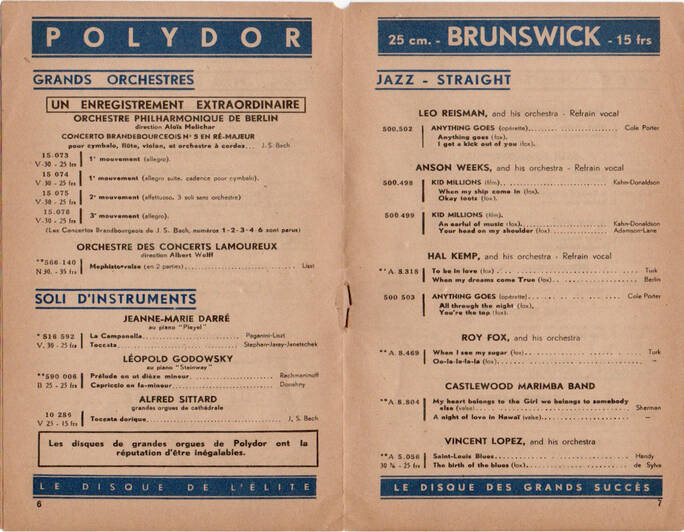 POLYDOR
GRANDS ORCHESTRES
UN ENREGISTREMENT EXTRAORDINAIRE
ORCHESTRE PHILHARMONIQUE DE BERLIN
direction Aloïs Melichar
CONCERTO BRANDEBOURGEOIS N° 5 EN RÉ-MAJEUR
pour cymbalo, flûte, violon, et orchestre à cordes... J. S. Bach
15.073
V - 30 - 25 frs
1° mouvement (allegro).
15 074
V - 30 - 25 frs
1° mouvement (allegro suite, cadence pour cymbalo).
15 075
V - 30 - 25 frs
2° mouvement (affettuoso, 3 soli sans orchestre)
15.076
V - 30 - 25 frs
3° mouvement (allegro).
(Les Concertos Brandbourgeois de J. S. Bach, numéros 1-2-3-4-6 sont parus)
ORCHESTRE DES CONCERTS LAMOUREUX
direction Albert Wolff
**566-140
N 30. - 35 frs
Mephisto-valse (en 2 parties) Liszt
SOLI D'INSTRUMENTS
JEANNE-MARIE DARRÉ
au piano "Pleyel"
* 516 592
V. 30 - 25 frs
La Campanella Paganini-Liszt
Toccata Stephan-Jaray-Janetschek
LÉOPOLD GODOWSKY
au piano "Stainway"
**590 006
B 25 - 25 frs
Prélude en ut dièze mineur Rachmaninoff
Capriccio en fa-mineur Donahny
ALFRED SITTARD
grandes orgues de cathédrale
10 286
V 25 - 15 frs
Toccata dorique J. S. Bach
Les disques de grandes orgues de Polydor ont la
réputation d'être inégalables.
LE DISQUE DE L'ÉLITE
6
25 cm. - BRUNSWICK - 15 frs
JAZZ - STRAIGHT
LEO REISMAN, and his orchestra - Refrain vocal
500.502 ANYTHING GOES (opérette) Cole Porter
Anything goes (fox).
I get a kick out of you (fox).
ANSON WEEKS, and his orchestra - Refrain vocal
500.498 KID MILLIONS (film) Kahn-Donaldson
When my ship come in (fox).
Okay toots (fox).
500 499 KID MILLIONS (film).
An earful of music (fox). Kahn-Donaldson
Your head on my shoulder (fox) Adamson-Lane
HAL KEMP, and his orchestra - Refrain vocal
**A 8.318 To be in love (fox) Turk
When my dreams come True (fox) Berlin
500 503 ANYTHING GOES (opérette) Cole Porter
All through the night (fox).
You're the top (fox).
ROY FOX, and his orchestra
**A 8.469 When I see my sugar (fox) Turk
Oo-la-la-la-la (fox) –
CASTLEWOOD MARIMBA BAND
**A 8.804 My heart belongs to the Girl we belongs to somebody
else (valse) Sherman
A night of love in Hawaï (valse) –
VINCENT LOPEZ, and his orchestra
**A 5.056
30 % - 25 frs
Saint-Louis Blues Handy
The birth of the blues (fox) de Sylva
LE DISQUE DES GRANDS SUCCÈS
7